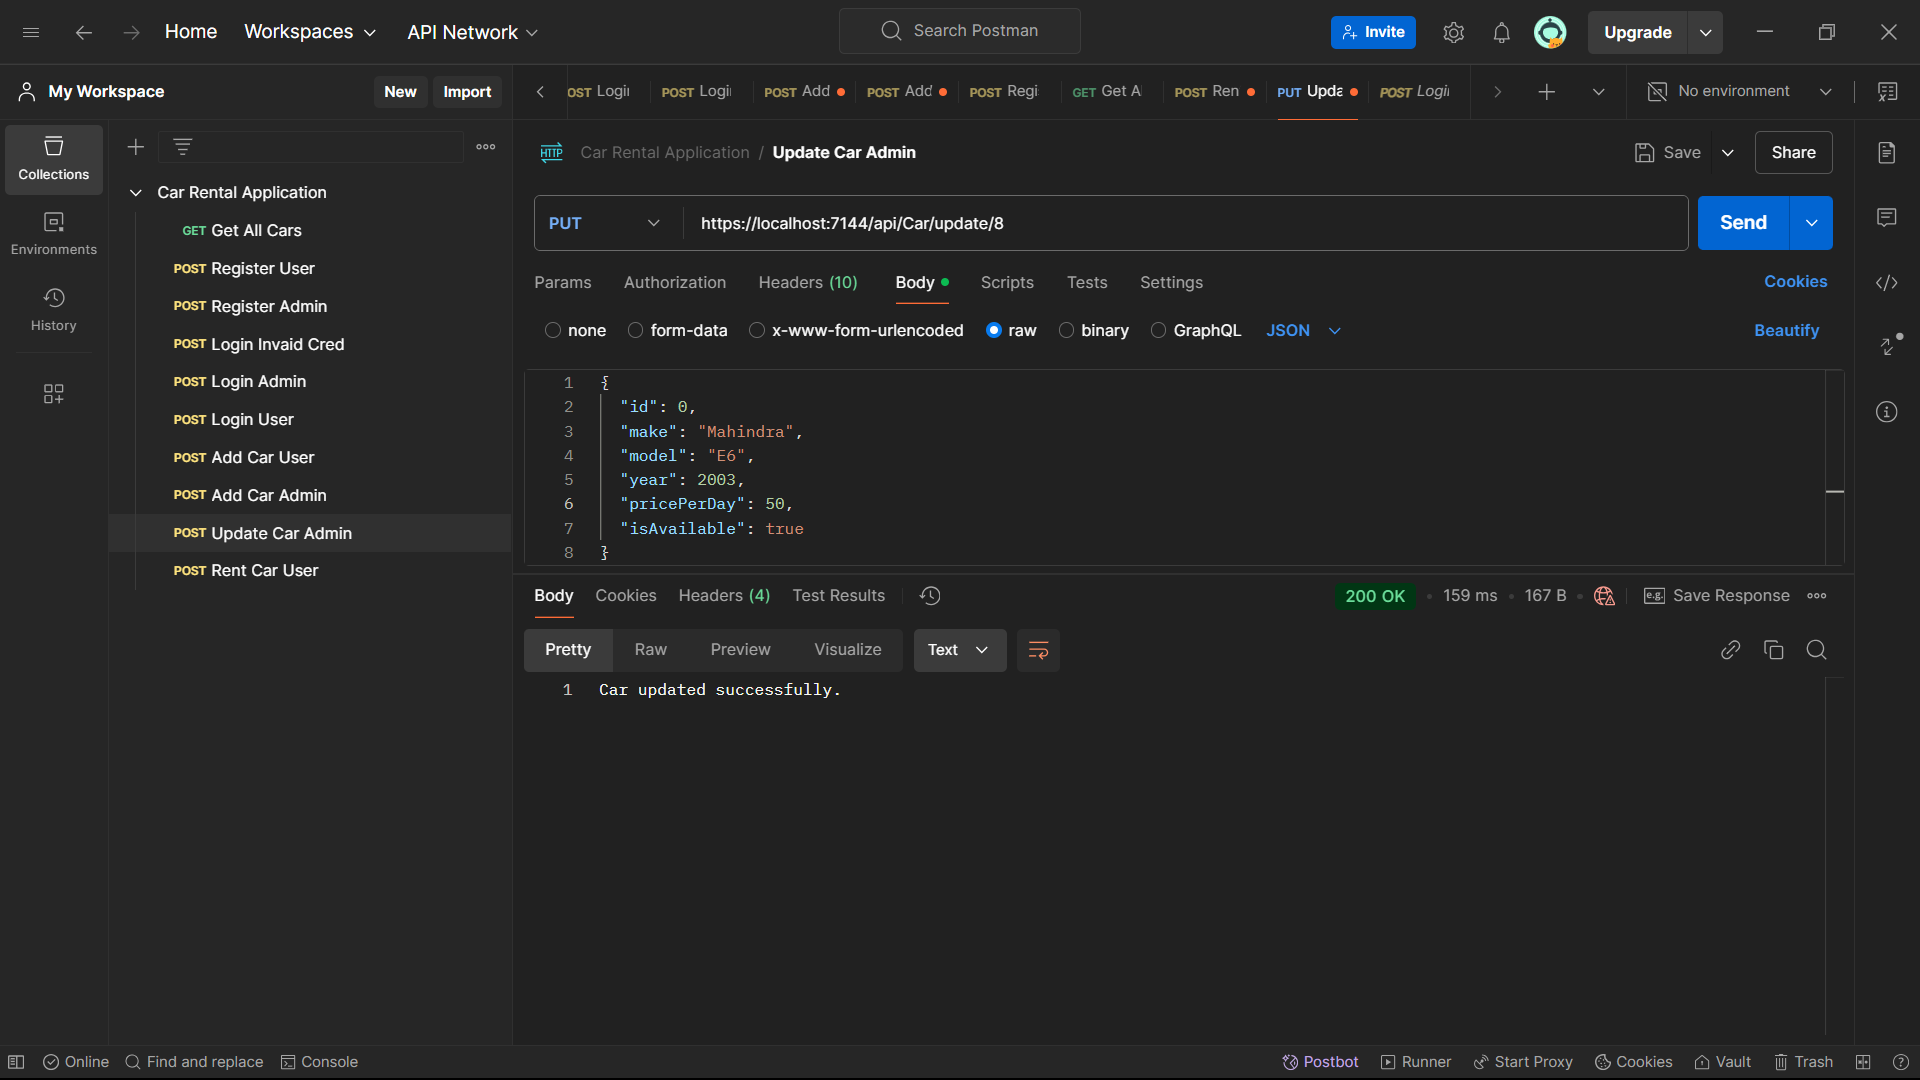 Home Workspaces API Network Search Postman Invite Upgrade
My Workspace New Import OST Logii POST Logi POST Add POST Add POST Regi GET Get A POST Ren PUT Upda POST Logii No environment
Collections
Environments
History
Car Rental Application
GET Get All Cars
POST Register User
POST Register Admin
POST Login Invaid Cred
POST Login Admin
POST Login User
POST Add Car User
POST Add Car Admin
POST Update Car Admin
POST Rent Car User
HTTP Car Rental Application / Update Car Admin Save Share
PUT https://localhost:7144/api/Car/update/8 Send
Params Authorization Headers (10) Body Scripts Tests Settings Cookies
none form-data x-www-form-urlencoded raw binary GraphQL JSON Beautify
1 {
2 "id": 0,
3 "make": "Mahindra",
4 "model": "E6",
5 "year": 2003,
6 "pricePerDay": 50,
7 "isAvailable": true
8 }
Body Cookies Headers (4) Test Results 200 OK 159 ms 167 B e.g. Save Response
Pretty Raw Preview Visualize Text
1 Car updated successfully.
Online Find and replace Console Postbot Runner Start Proxy Cookies Vault Trash